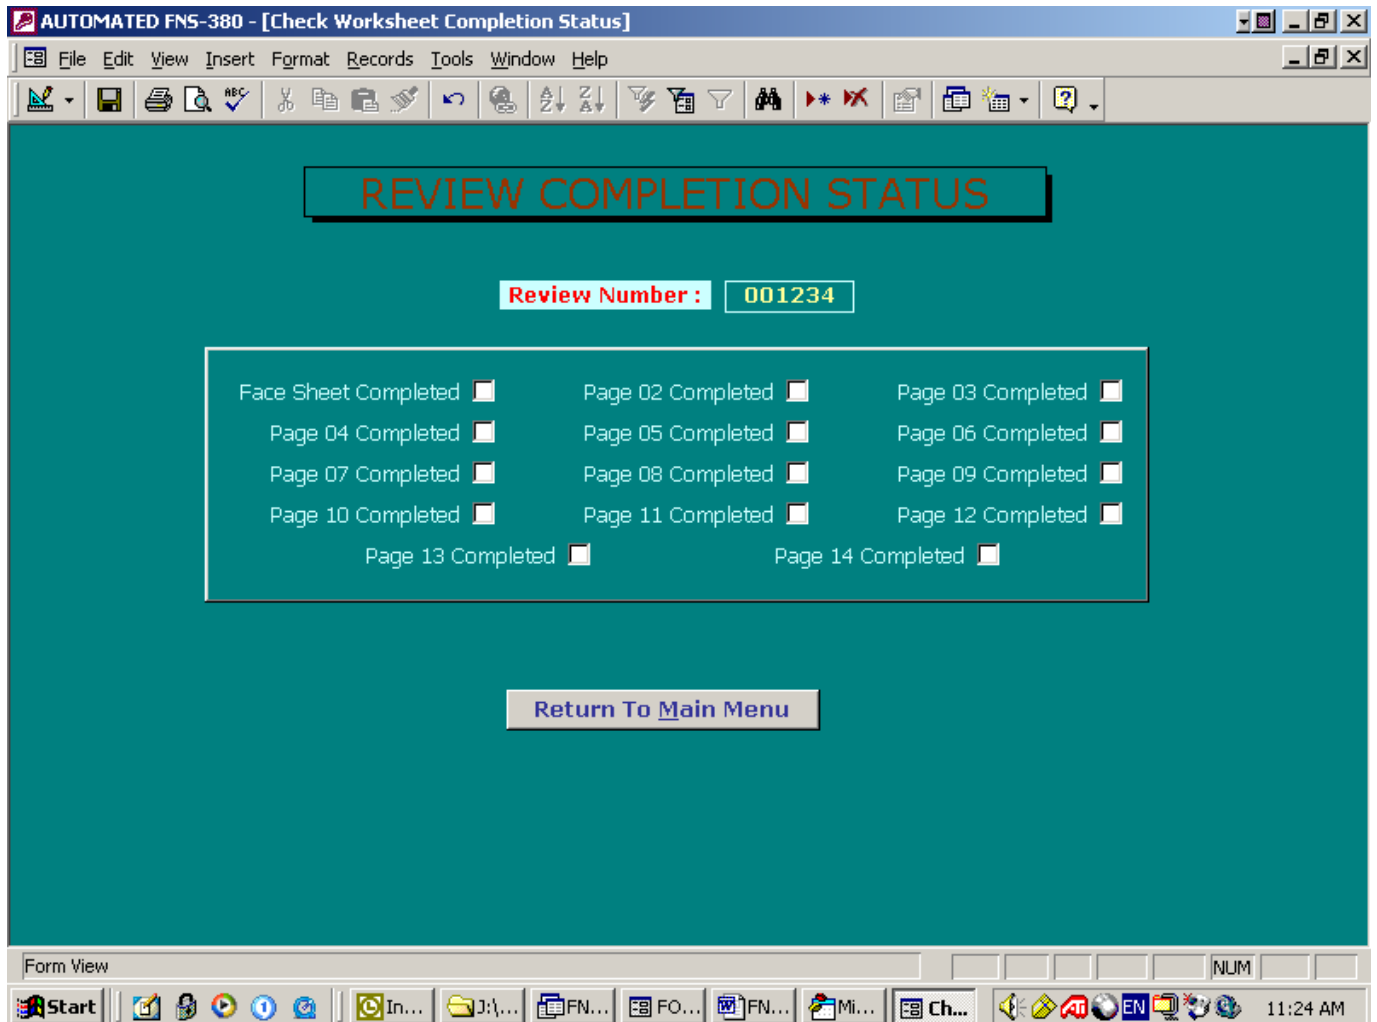 AUTOMATED FNS-380 - [Check Worksheet Completion Status]
File Edit View Insert Format Records Tools Window Help
REVIEW COMPLETION STATUS
Review Number : 001234
Face Sheet Completed Page 02 Completed Page 03 Completed
Page 04 Completed Page 05 Completed Page 06 Completed
Page 07 Completed Page 08 Completed Page 09 Completed
Page 10 Completed Page 11 Completed Page 12 Completed
Page 13 Completed Page 14 Completed
Return To Main Menu
Form View NUM
Start In... J:\,... FN... FO... FN... Mi... Ch... EN 11:24 AM